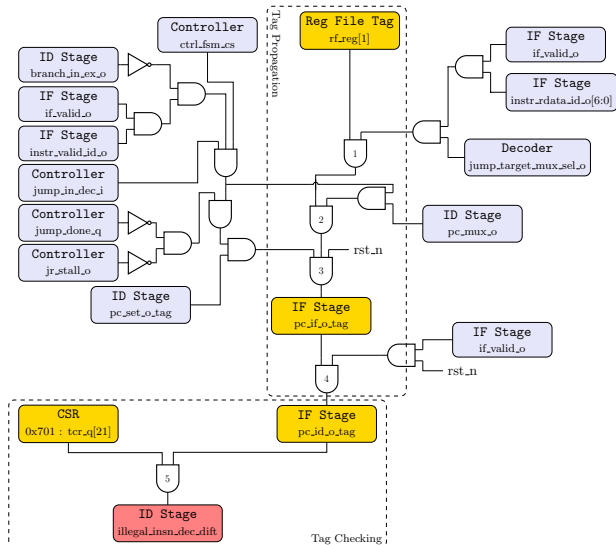 Controller
ctrl_fsm_cs
Tag Propagation
Reg File Tag
rf_reg[1]
IF Stage
if_valid_o
ID Stage
branch_in_ex_o
IF Stage
instr_rdata_id_o[6:0]
IF Stage
if_valid_o
IF Stage
instr_valid_id_o
1
Decoder
jump_target_mux_sel_o
Controller
jump_in_dec_i
Controller
jump_done_q
2
ID Stage
pc_mux_o
Controller
jr_stall_o
rst_n
3
ID Stage
pc_set_o_tag
IF Stage
pc_if_o_tag
IF Stage
if_valid_o
4
rst_n
CSR
0x701 : tcr_q[21]
IF Stage
pc_id_o_tag
5
ID Stage
illegal_insn_dec_dift
Tag Checking